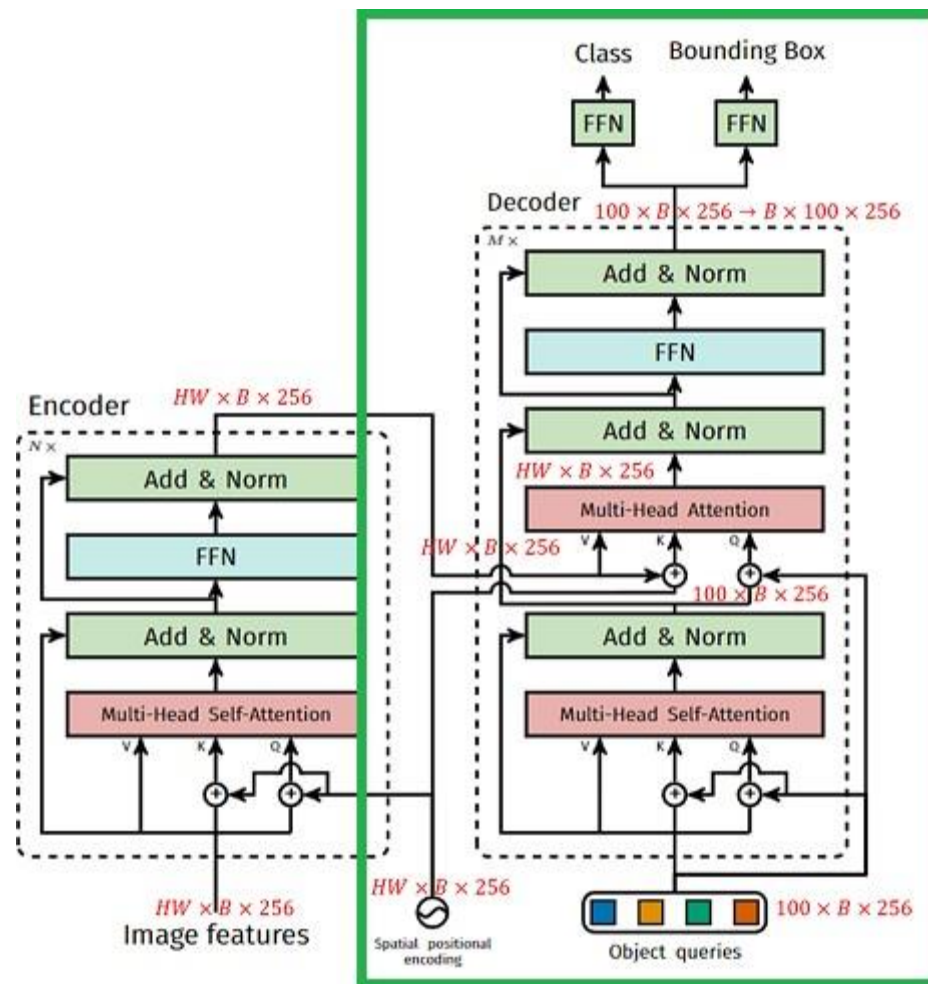 Class
Bounding Box
FFN
FFN
Decoder
100 × B × 256 → B × 100 × 256
M ×
Add & Norm
FFN
Add & Norm
HW × B × 256
Multi-Head Attention
V
K
Q
HW × B × 256
100 × B × 256
Add & Norm
Multi-Head Self-Attention
V
K
Q
Object queries
100 × B × 256
Encoder
HW × B × 256
N ×
Add & Norm
FFN
Add & Norm
Multi-Head Self-Attention
V
K
Q
HW × B × 256
Image features
HW × B × 256
Spatial positional
encoding